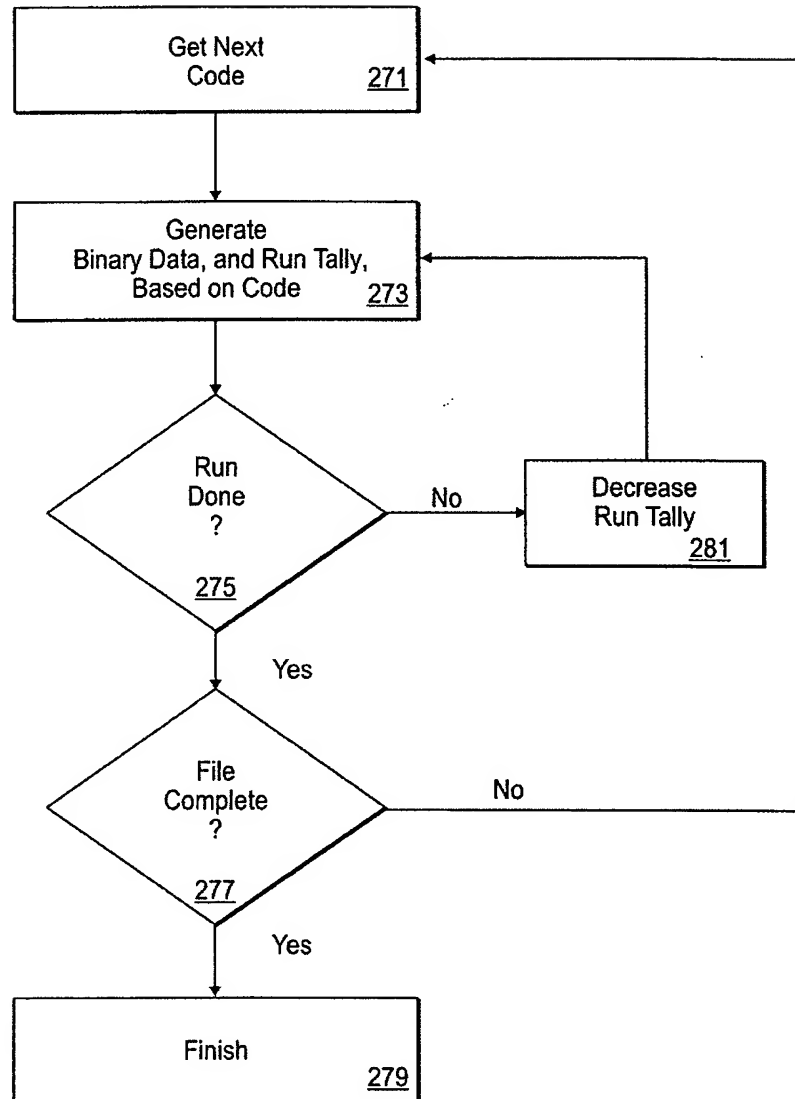 Get Next
Code
271
Generate
Binary Data, and Run Tally,
Based on Code
273
Run
Done
?
275
No
Decrease
Run Tally
281
Yes
File
Complete
?
277
No
Yes
Finish
279